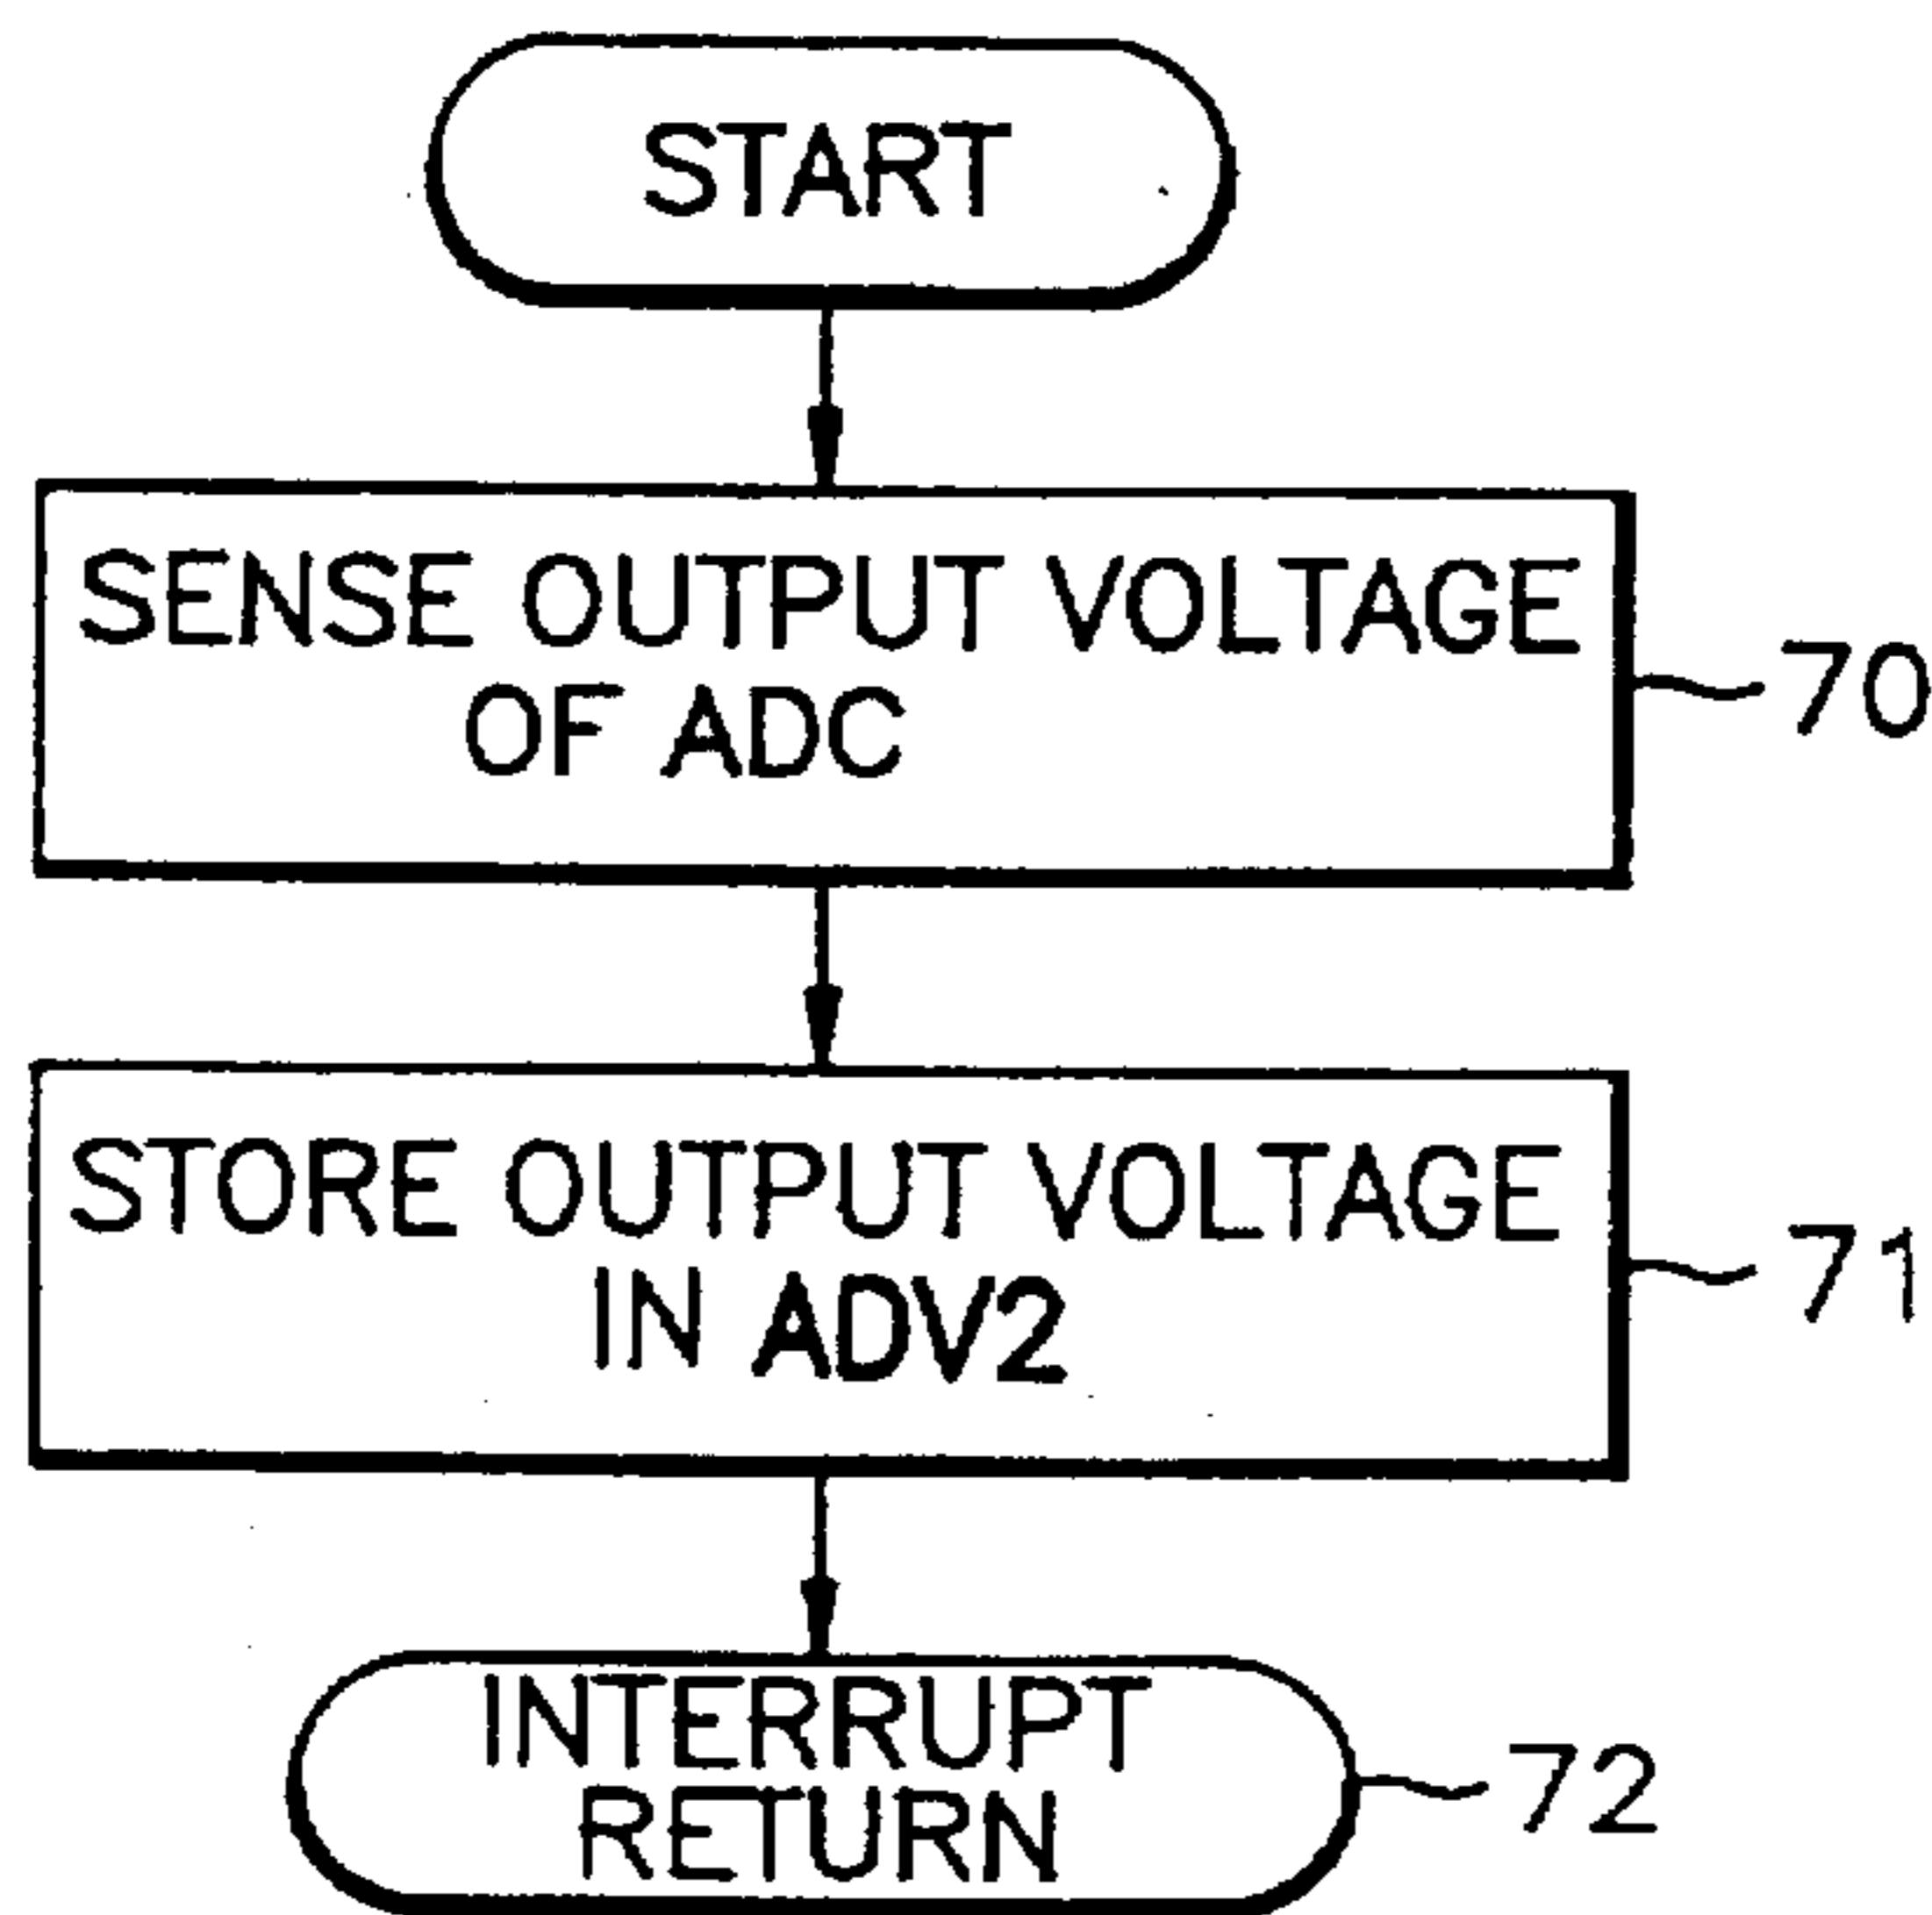 START
SENSE OUTPUT VOLTAGE
OF ADC
70
STORE OUTPUT VOLTAGE
IN ADV2
71
INTERRUPT
RETURN
72